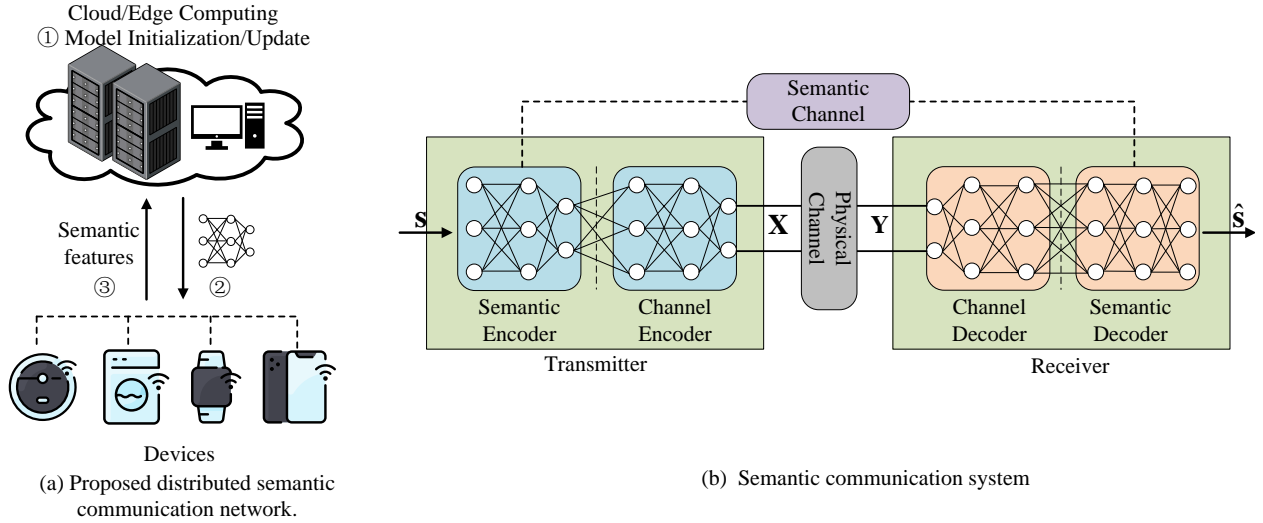 Cloud/Edge Computing
① Model Initialization/Update
Semantic
features
③
②
Devices
(a) Proposed distributed semantic
communication network.
Semantic
Channel
s
X
Physical
Channel
Y
ŝ
Semantic
Encoder
Channel
Encoder
Channel
Decoder
Semantic
Decoder
Transmitter
Receiver
(b) Semantic communication system